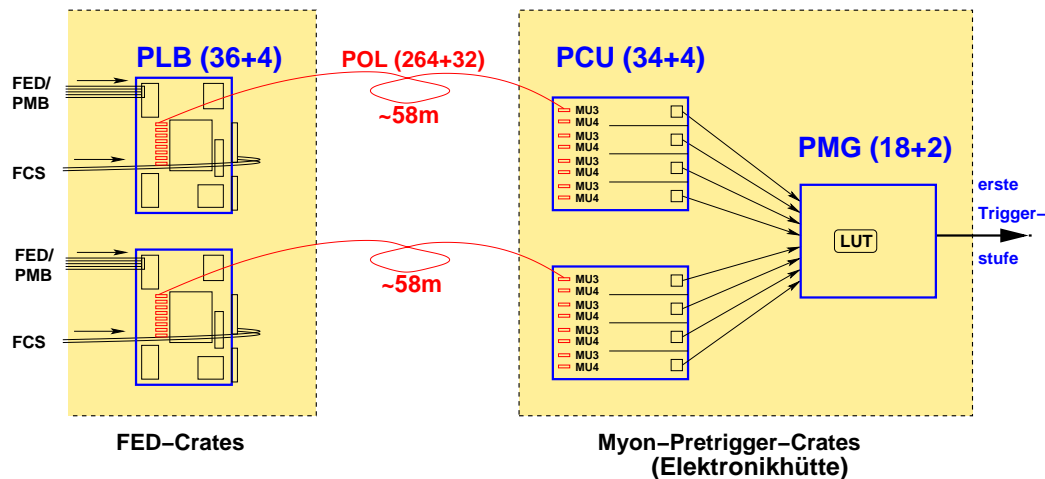 PLB (36+4)
POL (264+32)
PCU (34+4)
FED/
PMB
FCS
~58m
MU3
MU4
MU3
MU4
MU3
MU4
MU3
MU4
PMG (18+2)
LUT
erste
Trigger–
stufe
FED/
PMB
FCS
~58m
MU3
MU4
MU3
MU4
MU3
MU4
MU3
MU4
FED–Crates
Myon–Pretrigger–Crates
(Elektronikhütte)